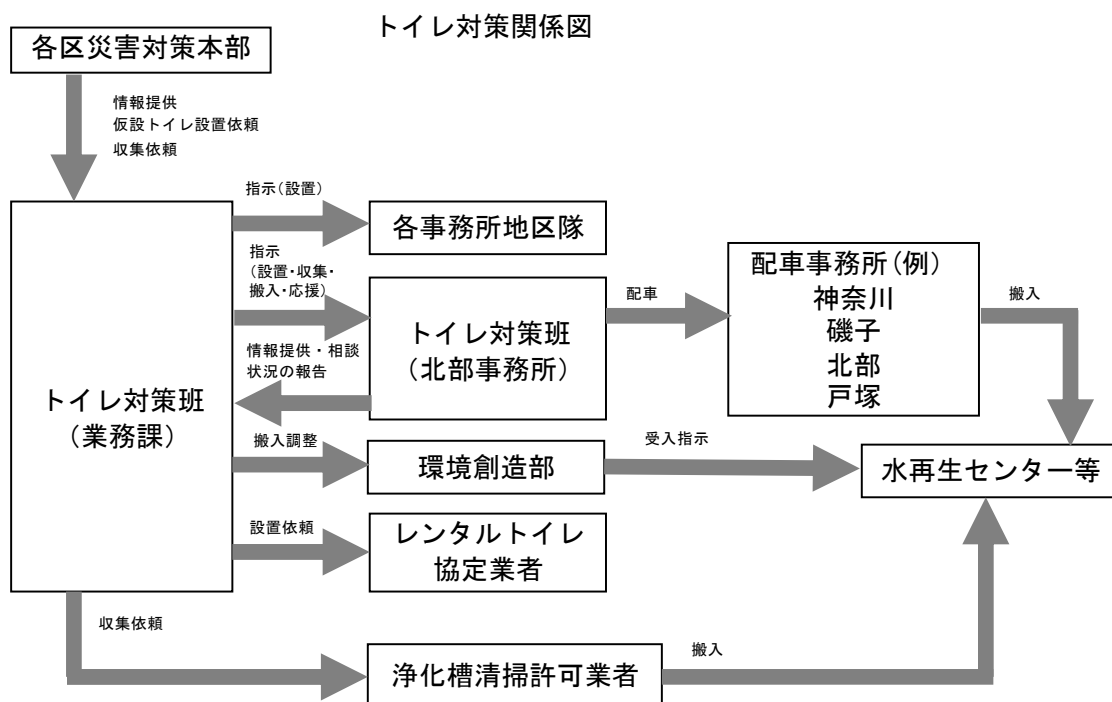 トイレ対策関係図
各区災害対策本部
情報提供
仮設トイレ設置依頼
収集依頼
指示（設置）
各事務所地区隊
指示
（設置・収集・
搬入・応援）
トイレ対策班
（北部事務所）
配車
配車事務所（例）
神奈川
磯子
北部
戸塚
搬入
情報提供・相談
状況の報告
トイレ対策班
（業務課）
搬入調整
環境創造部
受入指示
水再生センター等
設置依頼
レンタルトイレ
協定業者
収集依頼
浄化槽清掃許可業者
搬入